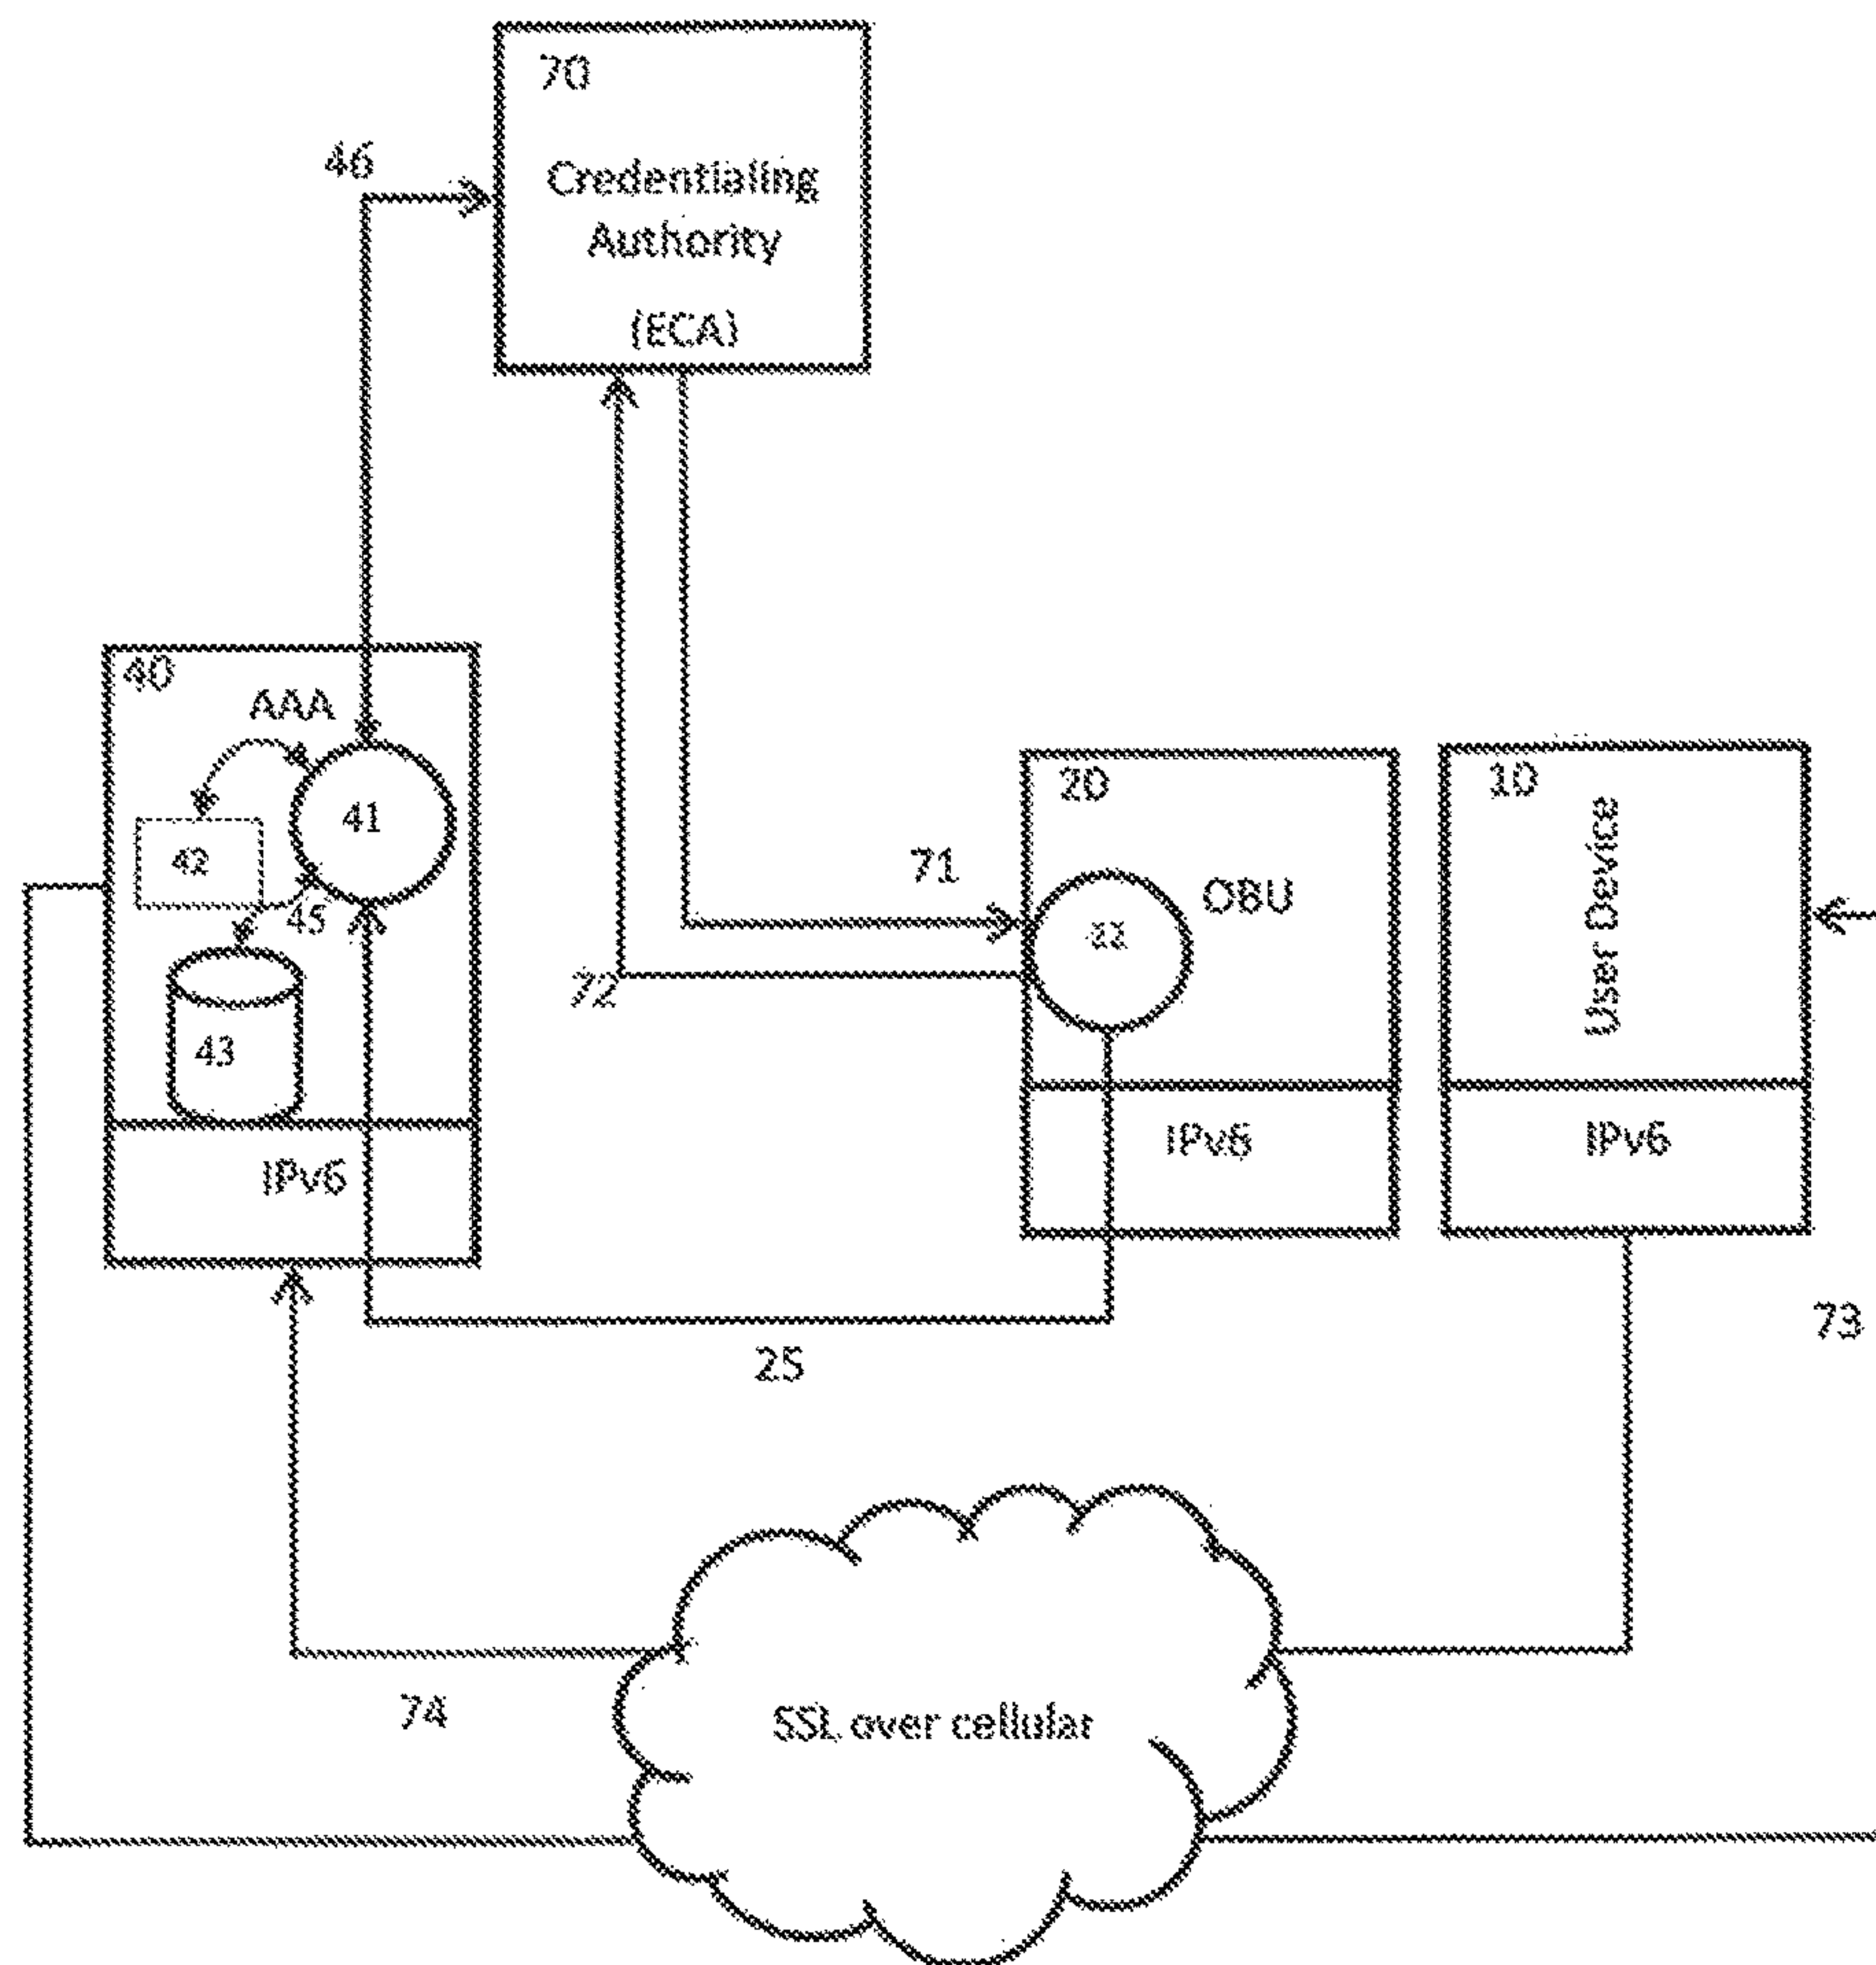 70
Credentialing
Authority
(ECA)
46
40
AAA
41
42
45
43
IPv6
71
72
20
OBU
IPv6
10
User Device
IPv6
25
73
74
SSL over cellular